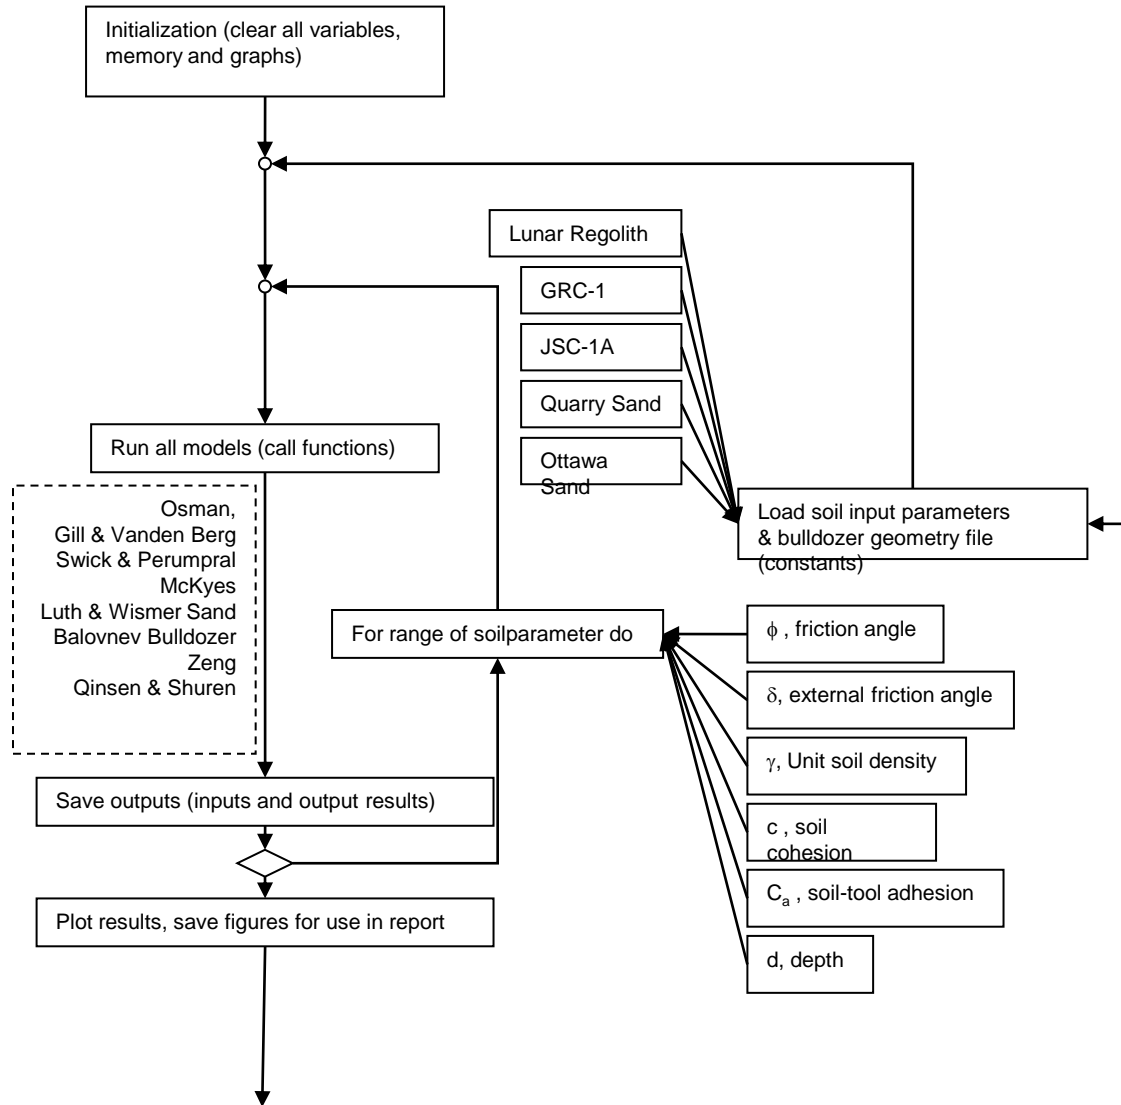 Initialization (clear all variables,
memory and graphs)
Lunar Regolith
GRC-1
JSC-1A
Quarry Sand
Ottawa
Sand
Run all models (call functions)
Osman,
Gill & Vanden Berg
Swick & Perumpral
McKyes
Luth & Wismer Sand
Balovnev Bulldozer
Zeng
Qinsen & Shuren
Load soil input parameters
& bulldozer geometry file
(constants)
For range of soilparameter do
ϕ , friction angle
δ, external friction angle
γ, Unit soil density
c , soil
cohesion
Cₐ , soil-tool adhesion
d, depth
Save outputs (inputs and output results)
Plot results, save figures for use in report